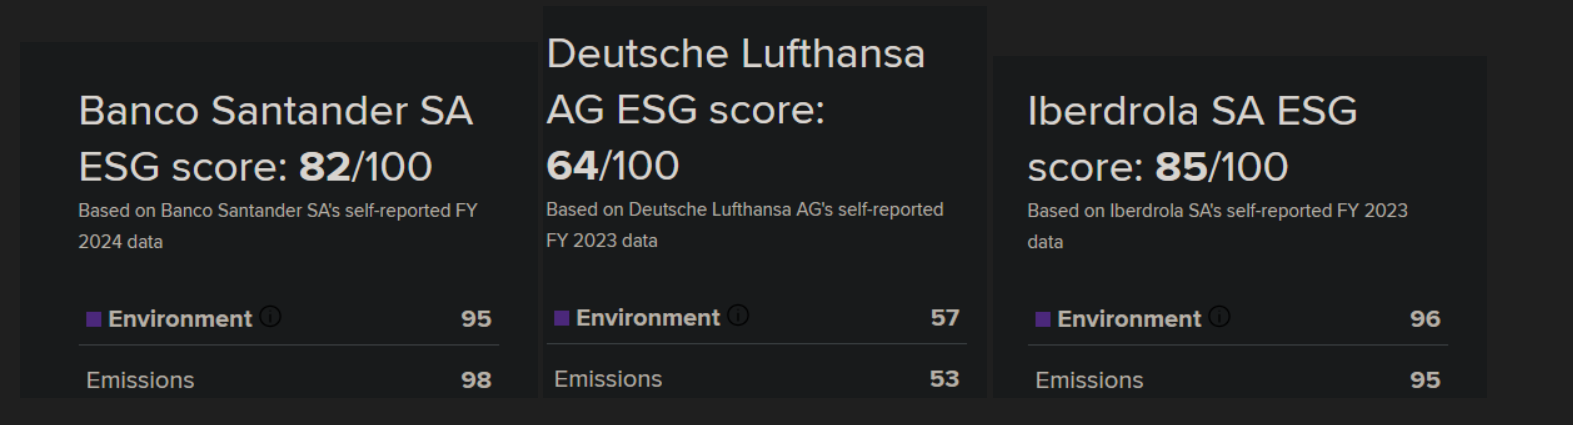 Banco Santander SA
ESG score: 82/100
Based on Banco Santander SA's self-reported FY
2024 data
Environment 95
Emissions 98
Deutsche Lufthansa
AG ESG score:
64/100
Based on Deutsche Lufthansa AG's self-reported
FY 2023 data
Environment 57
Emissions 53
Iberdrola SA ESG
score: 85/100
Based on Iberdrola SA's self-reported FY 2023
data
Environment 96
Emissions 95